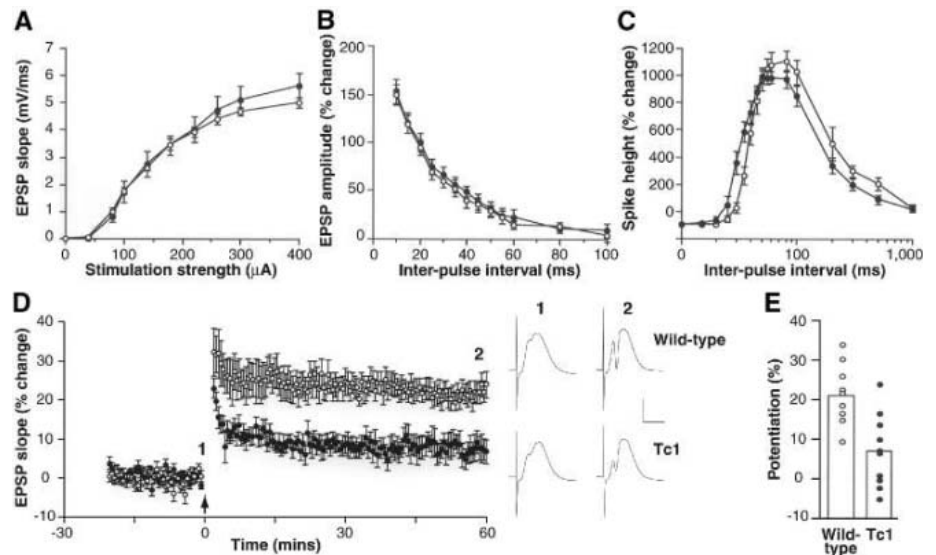 A
EPSP slope (mV/ms)
7
6
5
4
3
2
1
0
0 100 200 300 400
Stimulation strength (μA)
B
EPSP amplitude (% change)
200
150
100
50
0
20 40 60 80 100
Inter-pulse interval (ms)
C
Spike height (% change)
1200
1000
800
600
400
200
0
0 100 1,000
Inter-pulse interval (ms)
D
EPSP slope (% change)
40
30
20
10
0
-10
-30 0 30 60
Time (mins)
1
2
1 2
Wild-type
Tc1
E
Potentiation (%)
40
30
20
10
0
-10
Wild- Tc1
type